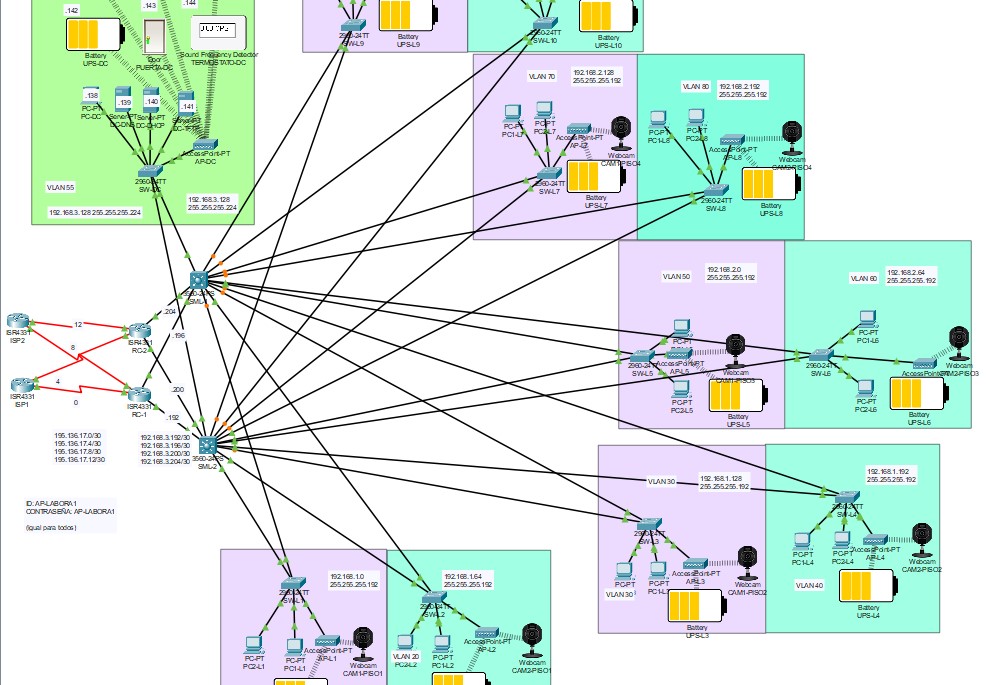 .142
.143
.144
Battery
UPS-DC
Door
PUERTA-DC
Sound Frequency Detector
TERMOSTATO-DC
2960-24TT
SW-L9
Battery
UPS-L9
2960-24TT
SW-L10
Battery
UPS-L10
.138
.139
.140
.141
PC-PT
PC-DC
Server-PT
DC-DNS
Server-PT
DC-DHCP
AccessPoint-PT
AP-DC
2960-24TT
VLAN 55
192.168.3.128 255.255.255.224
192.168.3.128
255.255.255.224
VLAN 70
192.168.2.128
255.255.255.192
PC-PT
PC1-L7
PC-PT
PC2-L7
AccessPoint-PT
AP-L7
Webcam
CAM1-PISO4
2960-24TT
SW-L7
Battery
UPS-L7
VLAN 80
192.168.2.192
255.255.255.192
PC-PT
PC1-L8
PC-PT
AccessPoint-PT
AP-L8
Webcam
CAM2-PISO4
2960-24TT
SW-L8
Battery
UPS-L8
3560-24PS
SML-1
ISR4331
ISP2
ISR4331
ISP1
ISR4331
RC-2
ISR4331
RC-1
12
8
4
0
.204
.196
.200
.192
3560-24PS
SML-2
195.136.17.0/30
195.136.17.4/30
195.136.17.8/30
195.136.17.12/30
192.168.3.192/30
192.168.3.196/30
192.168.3.200/30
192.168.3.204/30
ID: AP-LABORA1
CONTRASEÑA: AP-LABORA1
(igual para todos)
VLAN 50
192.168.2.0
255.255.255.192
PC-PT
2960-24TT
SW-L5
AccessPoint-PT
AP-L5
Webcam
CAM1-PISO3
PC-PT
PC2-L5
Battery
UPS-L5
VLAN 60
192.168.2.64
255.255.255.192
PC-PT
PC1-L6
2960-24TT
SW-L6
Webcam
CAM2-PISO3
PC-PT
PC2-L6
Battery
UPS-L6
VLAN30
192.168.1.128
255.255.255.192
2960-24TT
SW-L3
PC-PT
VLAN 30
PC-PT
AccessPoint-PT
AP-L3
Webcam
CAM1-PISO2
Battery
UPS-L3
192.168.1.192
255.255.255.192
2960-24TT
SW-L4
PC-PT
PC1-L4
PC-PT
PC2-L4
AccessPoint-PT
AP-L4
Webcam
CAM2-PISO2
VLAN 40
Battery
UPS-L4
192.168.1.0
255.255.255.192
2960-24TT
SW-L1
PC-PT
PC2-L1
PC-PT
PC1-L1
AccessPoint-PT
AP-L1
Webcam
CAM1-PISO1
192.168.1.64
255.255.255.192
2960-24TT
SW-L2
VLAN 20
PC2-L2
PC-PT
PC1-L2
AccessPoint-PT
AP-L2
Webcam
CAM2-PISO1